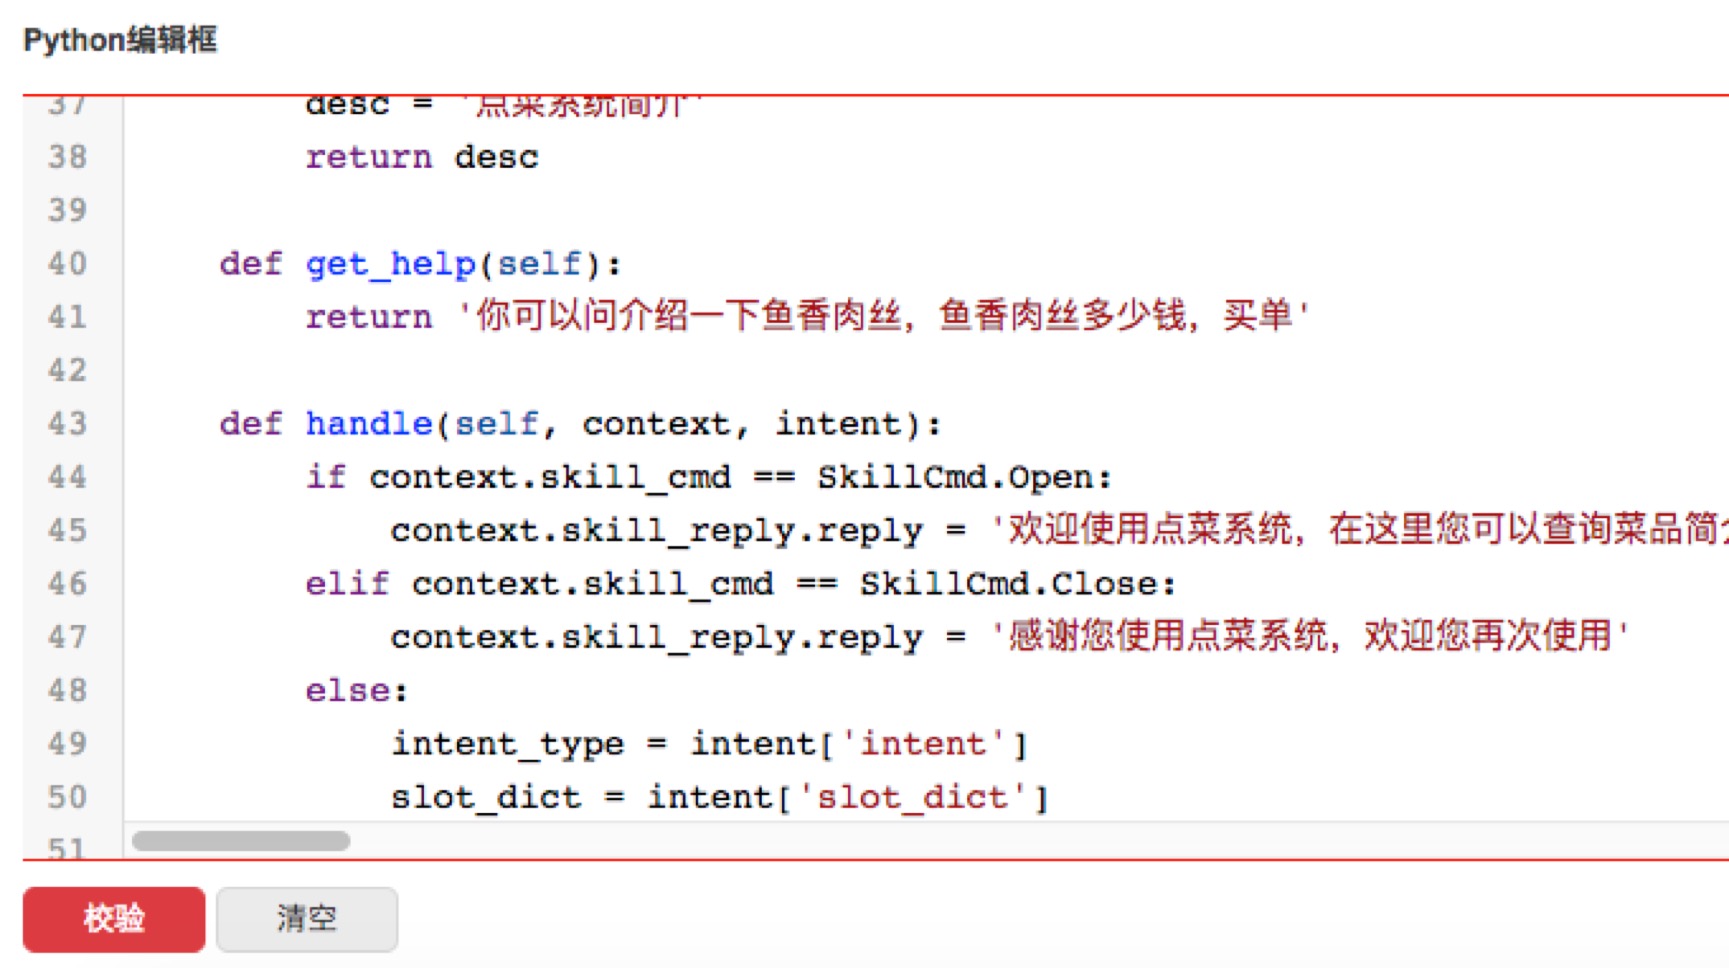 Python编辑框
37 desc = '点菜系统简介'
38 return desc
39
40 def get_help(self):
41 return '你可以问介绍一下鱼香肉丝，鱼香肉丝多少钱，买单'
42
43 def handle(self, context, intent):
44 if context.skill_cmd == SkillCmd.Open:
45 context.skill_reply.reply = '欢迎使用点菜系统，在这里您可以查询菜品简介
46 elif context.skill_cmd == SkillCmd.Close:
47 context.skill_reply.reply = '感谢您使用点菜系统，欢迎您再次使用'
48 else:
49 intent_type = intent['intent']
50 slot_dict = intent['slot_dict']
51
校验 清空